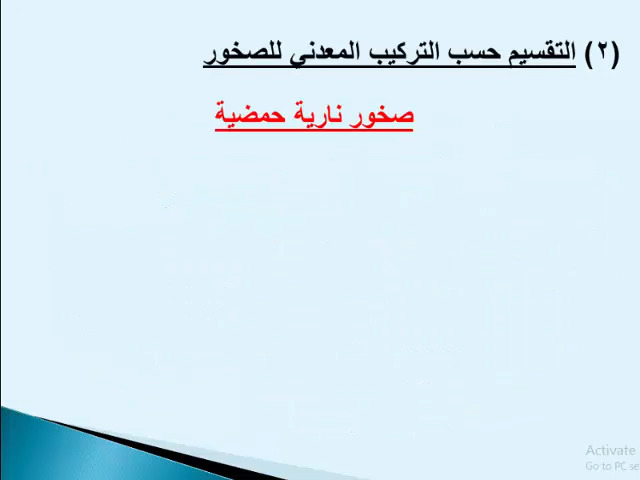 (٢) التقسيم حسب التركيب المعدني للصخور
صخور نارية حمضية
Activate
Go to PC se